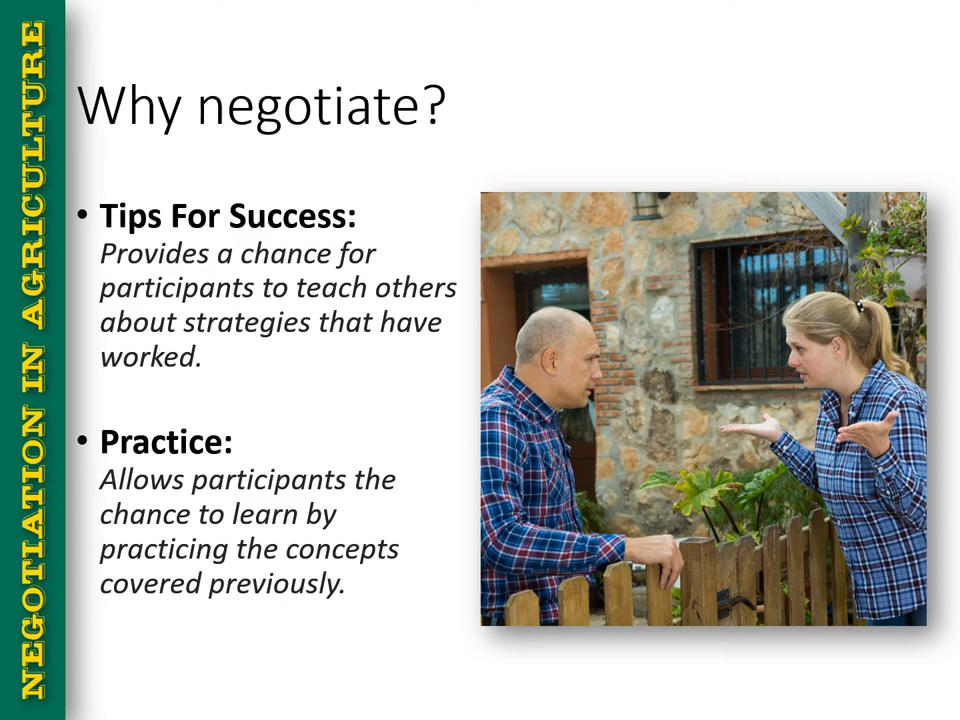 NEGOTIATION IN AGRICULTURE
Why negotiate?
• Tips For Success:
Provides a chance for
participants to teach others
about strategies that have
worked.
• Practice:
Allows participants the
chance to learn by
practicing the concepts
covered previously.